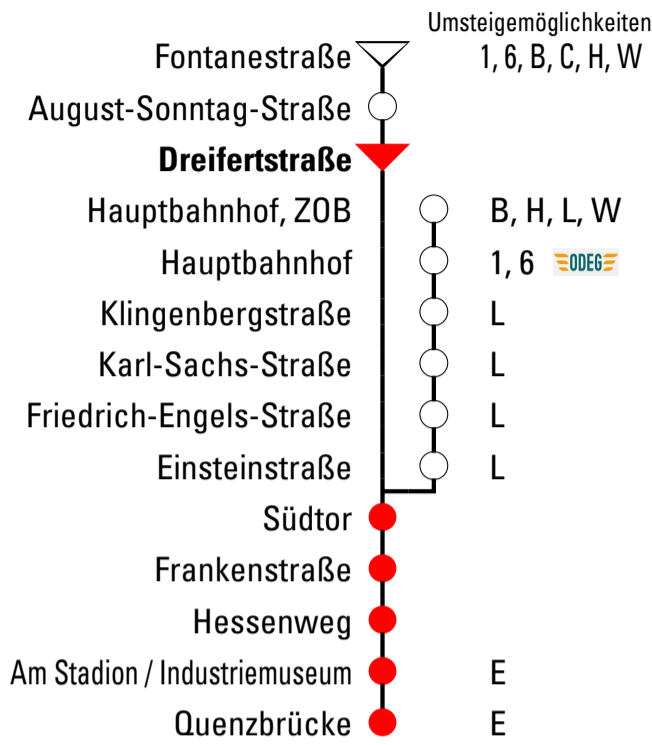 Umsteigemöglichkeiten
Fontanestraße 1, 6, B, C, H, W
August-Sonntag-Straße
Dreifertstraße
Hauptbahnhof, ZOB B, H, L, W
Hauptbahnhof 1, 6 ODEG
Klingenbergstraße L
Karl-Sachs-Straße L
Friedrich-Engels-Straße L
Einsteinstraße L
Südtor
Frankenstraße
Hessenweg
Am Stadion / Industriemuseum E
Quenzbrücke E